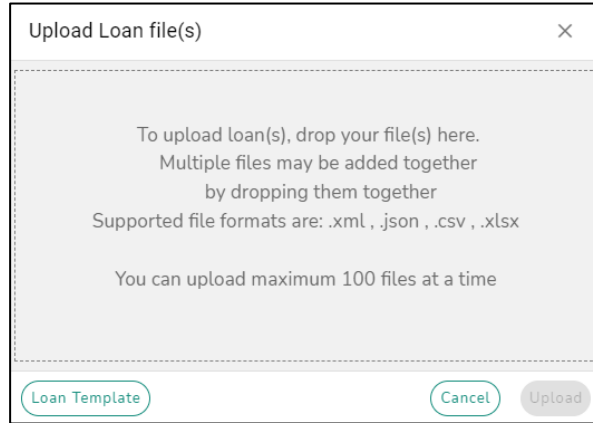 Upload Loan file(s)
To upload loan(s), drop your file(s) here.
Multiple files may be added together
by dropping them together
Supported file formats are: .xml , .json , .csv , .xlsx
You can upload maximum 100 files at a time
Loan Template
Cancel
Upload